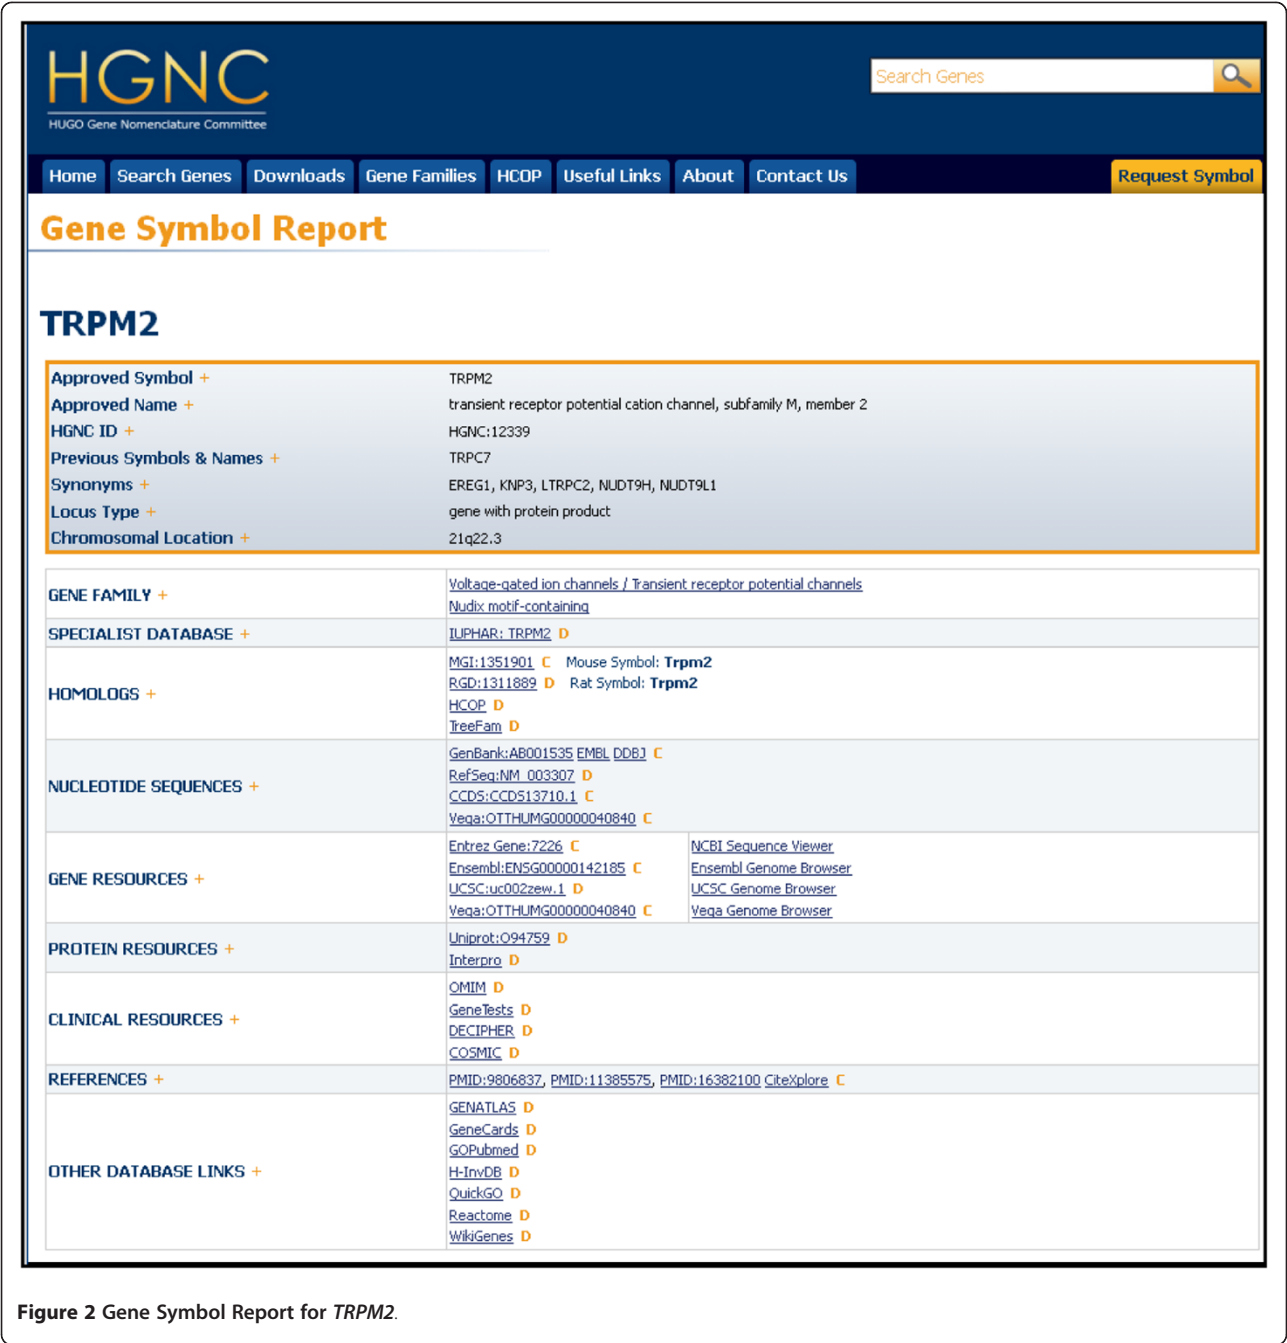 HGNC
HUGO Gene Nomenclature Committee
Search Genes
Home Search Genes Downloads Gene Families HCOP Useful Links About Contact Us Request Symbol
Gene Symbol Report
TRPM2
Approved Symbol + TRPM2
Approved Name + transient receptor potential cation channel, subfamily M, member 2
HGNC ID + HGNC:12339
Previous Symbols & Names + TRPC7
Synonyms + EREG1, KNP3, LTRPC2, NUDT9H, NUDT9L1
Locus Type + gene with protein product
Chromosomal Location + 21q22.3
GENE FAMILY +
Voltage-gated ion channels / Transient receptor potential channels
Nudix motif-containing
SPECIALIST DATABASE + IUPHAR: TRPM2 D
HOMOLOGS +
MGI:1351901 C Mouse Symbol: Trpm2
RGD:1311889 D Rat Symbol: Trpm2
HCOP D
TreeFam D
NUCLEOTIDE SEQUENCES +
GenBank:AB001535 EMBL DDBJ C
RefSeq:NM_003307 D
CCDS:CCDS13710.1 C
Vega:OTTHUMG00000040840 C
GENE RESOURCES +
Entrez Gene:7226 C NCBI Sequence Viewer
Ensembl:ENSG00000142185 C Ensembl Genome Browser
UCSC:uc002zew.1 D UCSC Genome Browser
Vega:OTTHUMG00000040840 C Vega Genome Browser
PROTEIN RESOURCES +
Uniprot:O94759 D
Interpro D
CLINICAL RESOURCES +
OMIM D
GeneTests D
DECIPHER D
COSMIC D
REFERENCES + PMID:9806837, PMID:11385575, PMID:16382100 CiteXplore C
OTHER DATABASE LINKS +
GENATLAS D
GeneCards D
GOPubmed D
H-InvDB D
QuickGO D
Reactome D
WikiGenes D
Figure 2 Gene Symbol Report for TRPM2.